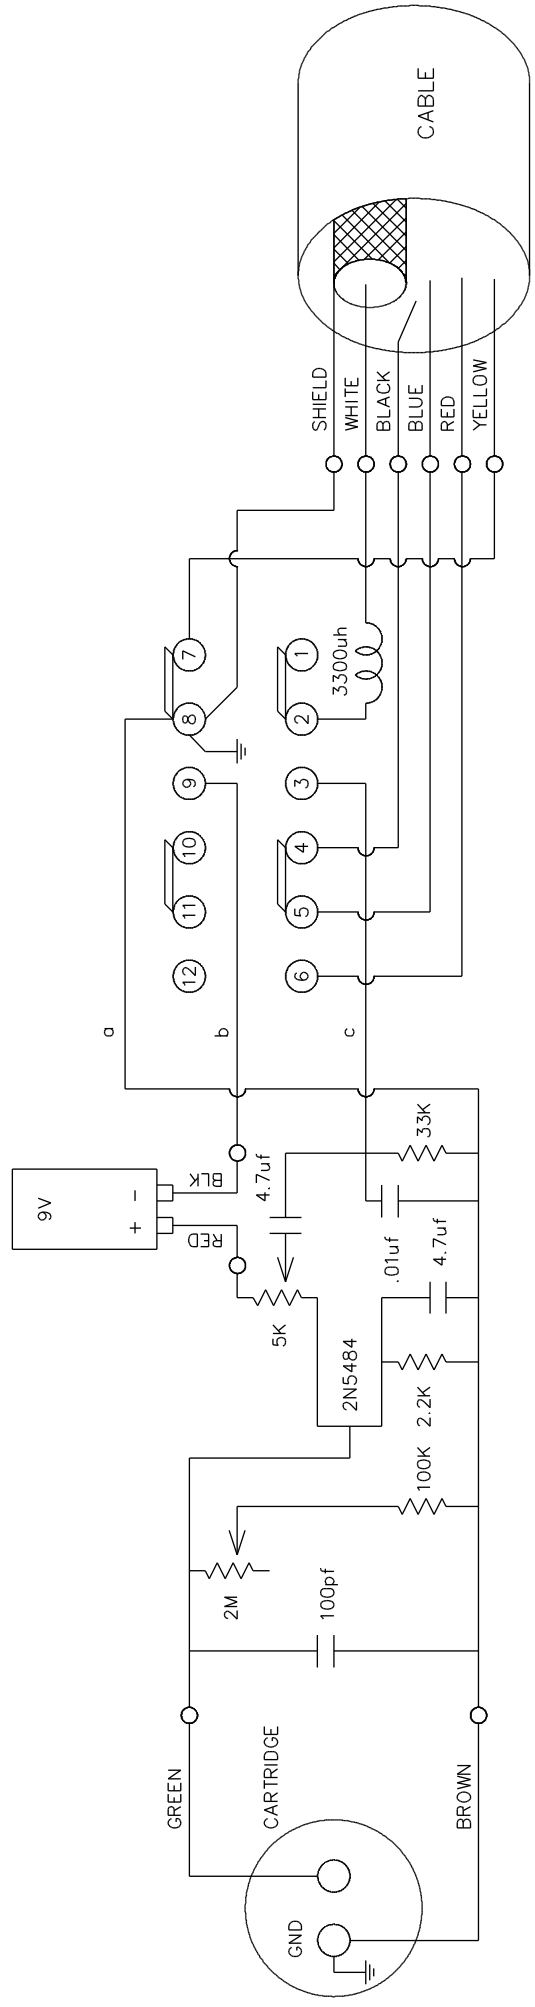 CABLE
SHIELD
WHITE
BLACK
BLUE
RED
YELLOW
7
8
9
10
11
12
1
2
3
4
5
6
3300uh
a
b
c
9V
+
-
BLK
RED
4.7uf
33K
5K
.01uf
4.7uf
2N5484
2.2K
100K
2M
100pf
GREEN
CARTRIDGE
BROWN
GND